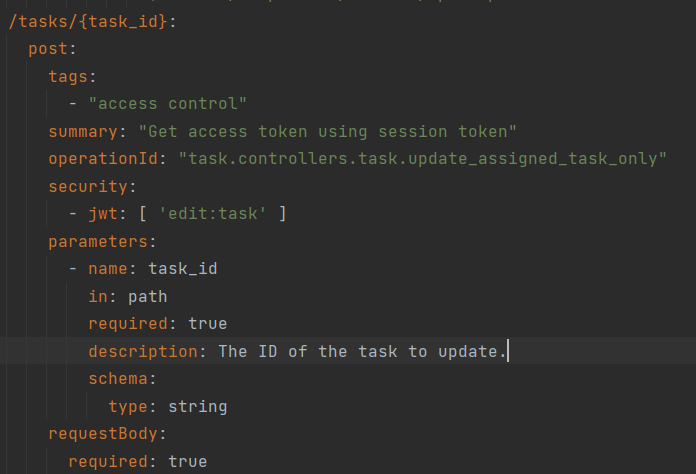 /tasks/{task_id}:
post:
tags:
- "access control"
summary: "Get access token using session token"
operationId: "task.controllers.task.update_assigned_task_only"
security:
- jwt: [ 'edit:task' ]
parameters:
- name: task_id
in: path
required: true
description: The ID of the task to update.
schema:
type: string
requestBody:
required: true